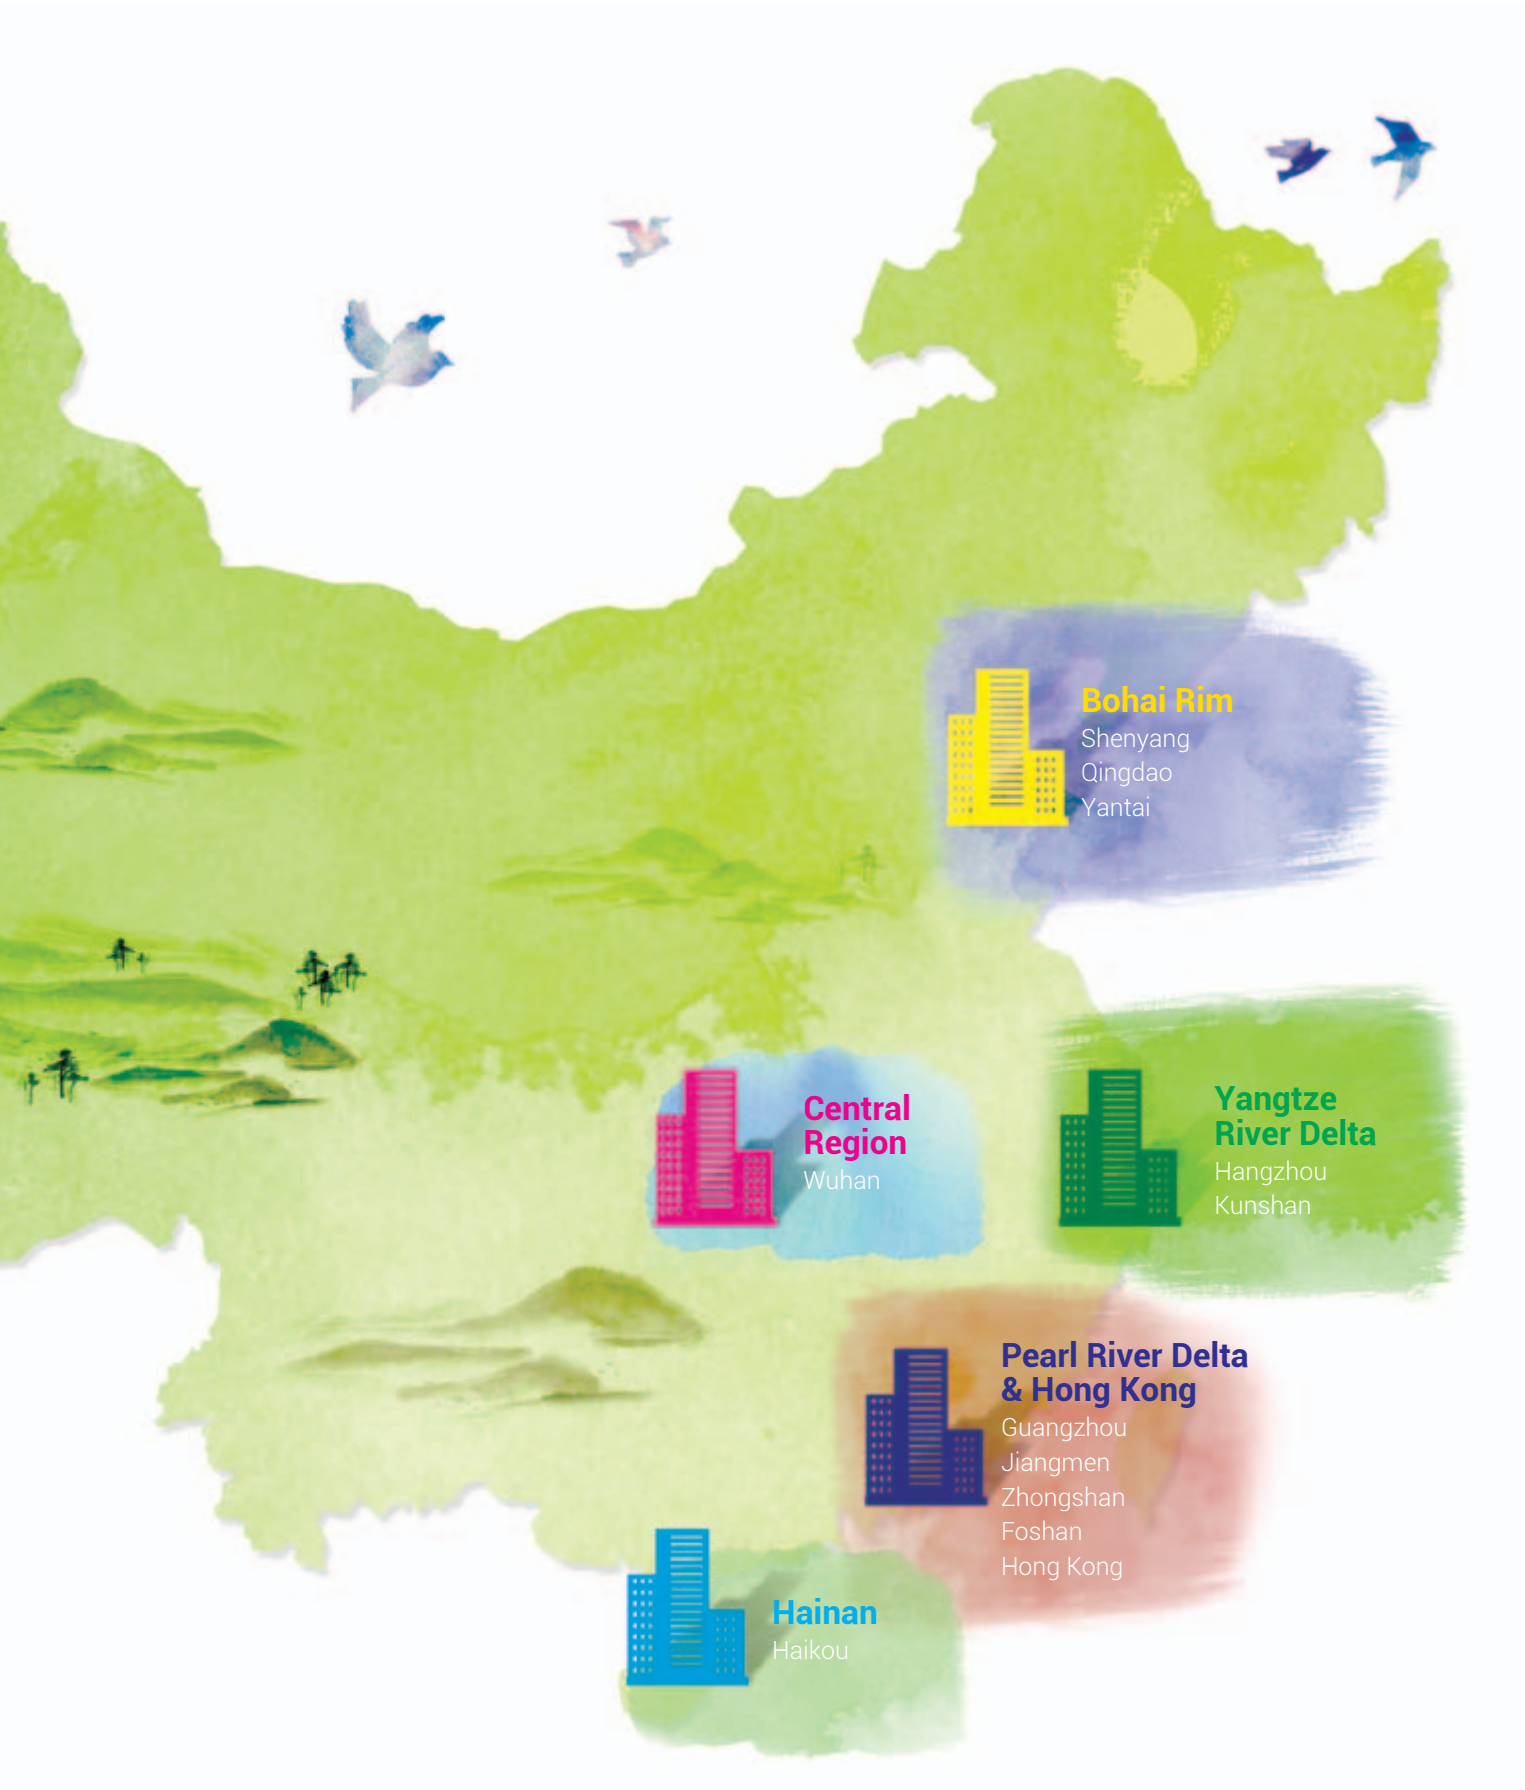 Bohai Rim
Shenyang
Qingdao
Yantai
Central
Region
Wuhan
Yangtze
River Delta
Hangzhou
Kunshan
Pearl River Delta
& Hong Kong
Guangzhou
Jiangmen
Zhongshan
Foshan
Hong Kong
Hainan
Haikou